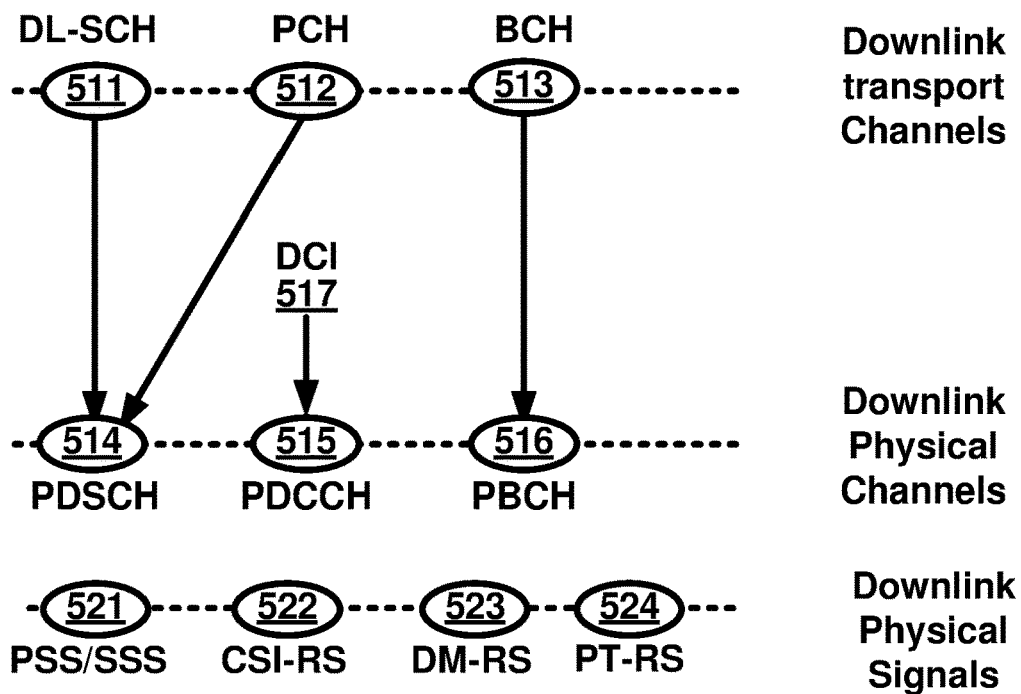 DL-SCH PCH BCH
511 512 513
Downlink
transport
Channels
DCI
517
514 515 516
PDSCH PDCCH PBCH
Downlink
Physical
Channels
521 522 523 524
PSS/SSS CSI-RS DM-RS PT-RS
Downlink
Physical
Signals